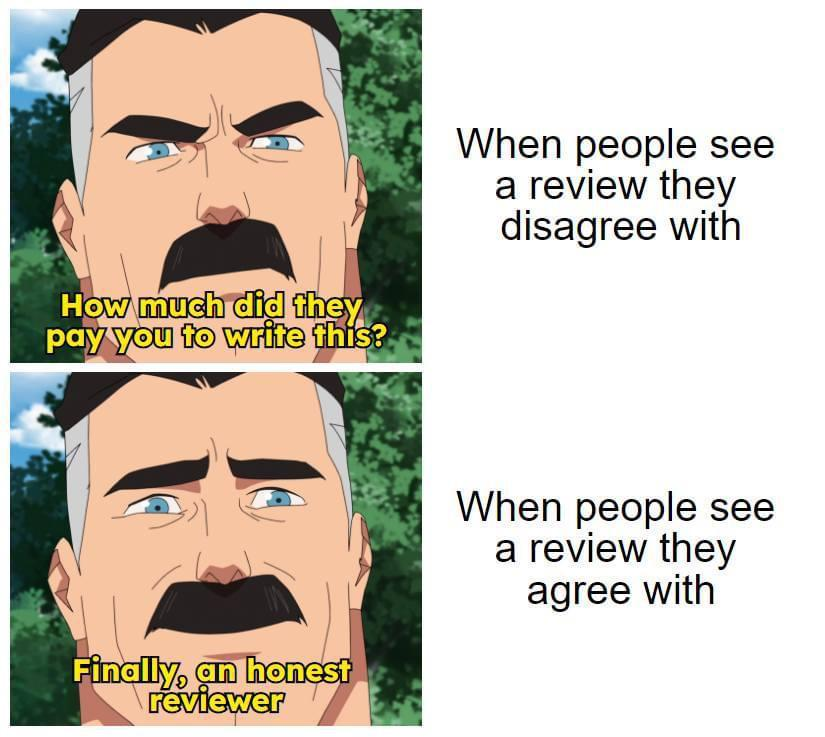 When people see
a review they
disagree with
How much did they
pay you to write this?
When people see
a review they
agree with
Finally, an honest
reviewer